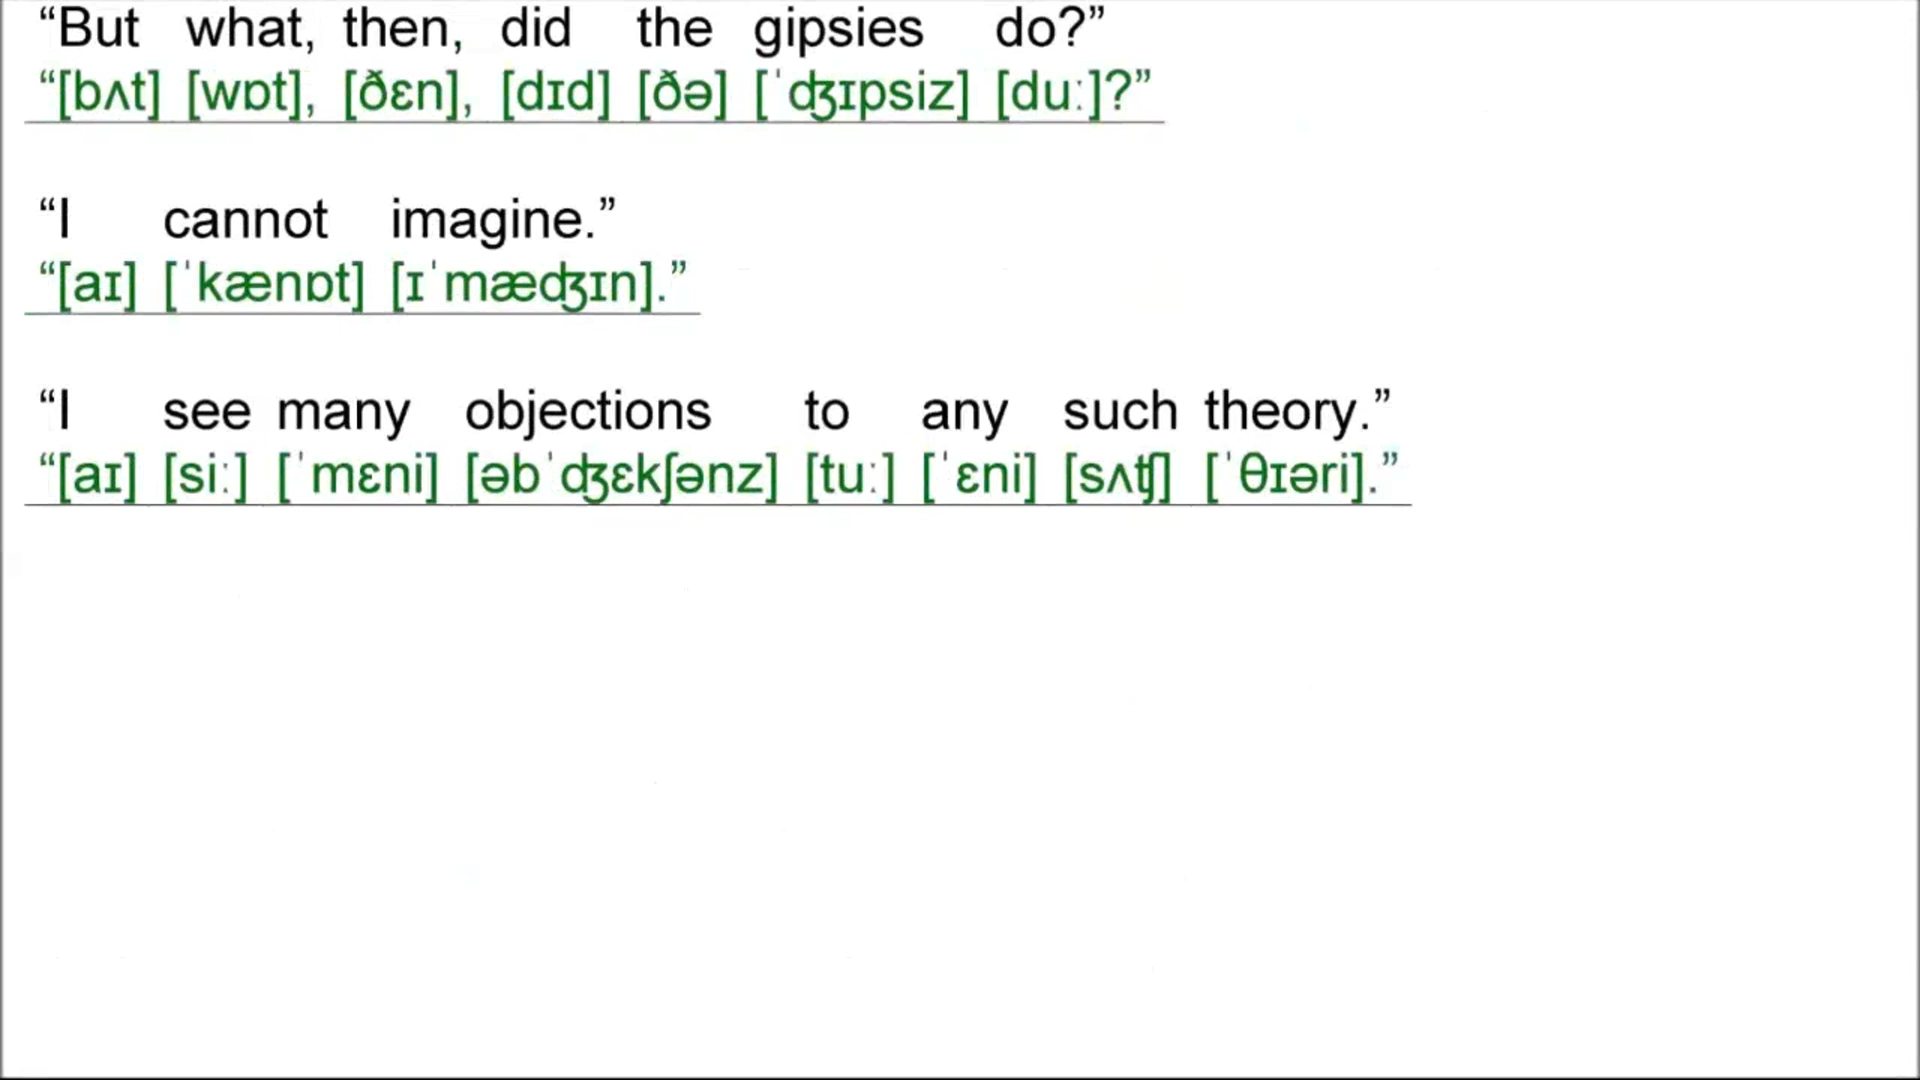 “But what, then, did the gipsies do?”
“[bʌt] [wɒt], [ðɛn], [dɪd] [ðə] [ˈʤɪpsiz] [duː]?”
“I cannot imagine.”
“[aɪ] [ˈkænɒt] [ɪˈmæʤɪn].”
“I see many objections to any such theory.”
“[aɪ] [siː] [ˈmɛni] [əbˈʤɛkʃənz] [tuː] [ˈɛni] [sʌʧ] [ˈθɪəri].”